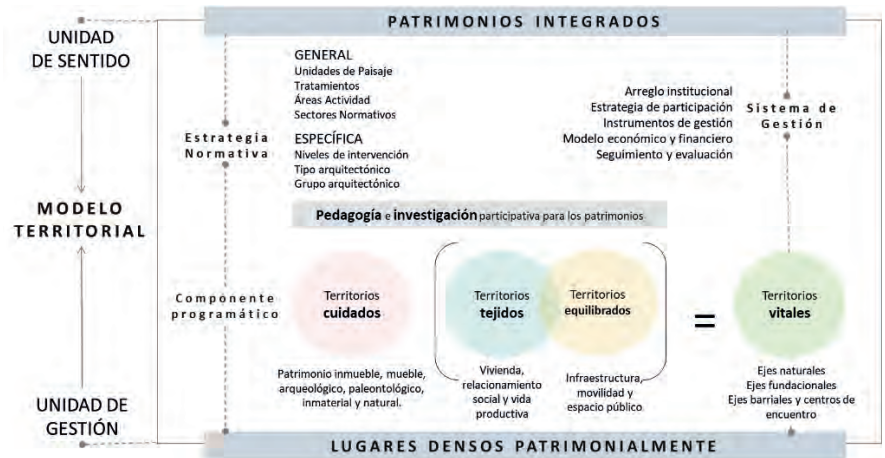 PATRIMONIOS INTEGRADOS
UNIDAD
DE SENTIDO
MODELO
TERRITORIAL
UNIDAD DE
GESTIÓN
Estrategia
Normativa
GENERAL
Unidades de Paisaje
Tratamientos
Áreas Actividad
Sectores Normativos
ESPECÍFICA
Niveles de intervención
Tipo arquitectónico
Grupo arquitectónico
Arreglo institucional
Estrategia de participación
Instrumentos de gestión
Modelo económico y financiero
Seguimiento y evaluación
Sistema de
Gestión
Pedagogía e investigación participativa para los patrimonios
Componente
programático
Territorios
cuidados
Patrimonio inmueble, mueble,
arqueológico, paleontológico,
inmaterial y natural.
Territorios
tejidos
Vivienda,
relacionamiento
social y vida
productiva
Territorios
equilibrados
Infraestructura,
movilidad y
espacio público
=
Territorios
vitales
Ejes naturales
Ejes fundacionales
Ejes barriales y centros de
encuentro
LUGARES DENSOS PATRIMONIALMENTE